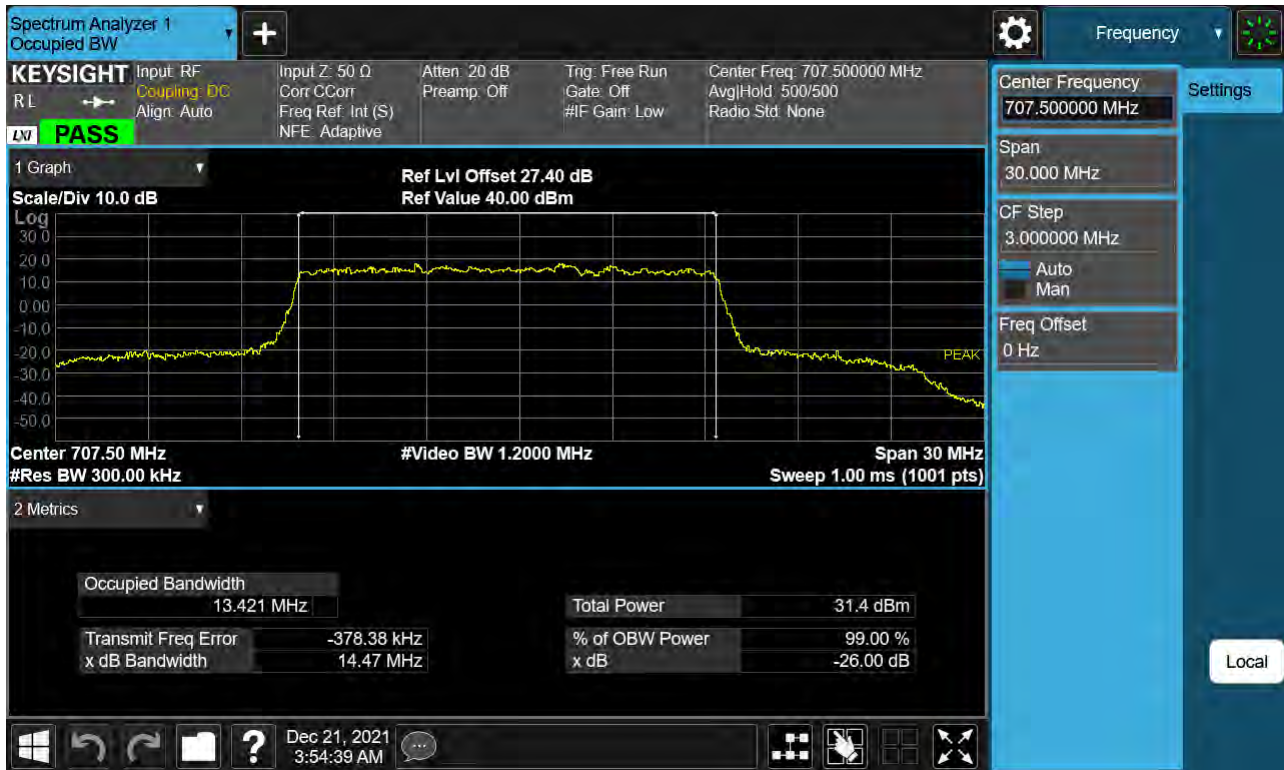 Spectrum Analyzer 1
Occupied BW
+
Frequency
KEYSIGHT
RL
LXI PASS
Input: RF
Coupling: DC
Align: Auto
Input Z: 50 Ω
Corr CCorr
Freq Ref: Int (S)
NFE: Adaptive
Atten: 20 dB
Preamp: Off
Trig: Free Run
Gate: Off
#IF Gain: Low
Center Freq: 707.500000 MHz
Avg|Hold: 500/500
Radio Std: None
Center Frequency
707.500000 MHz
Settings
Span
30.000 MHz
CF Step
3.000000 MHz
Auto
Man
Freq Offset
0 Hz
Local
1 Graph
Scale/Div 10.0 dB
Ref Lvl Offset 27.40 dB
Ref Value 40.00 dBm
Log
30.0
20.0
10.0
0.00
-10.0
-20.0
-30.0
-40.0
-50.0
PEAK
Center 707.50 MHz
#Video BW 1.2000 MHz
Span 30 MHz
#Res BW 300.00 kHz
Sweep 1.00 ms (1001 pts)
2 Metrics
Occupied Bandwidth
13.421 MHz
Total Power 31.4 dBm
Transmit Freq Error -378.38 kHz
% of OBW Power 99.00 %
x dB Bandwidth 14.47 MHz
x dB -26.00 dB
?
Dec 21, 2021
3:54:39 AM